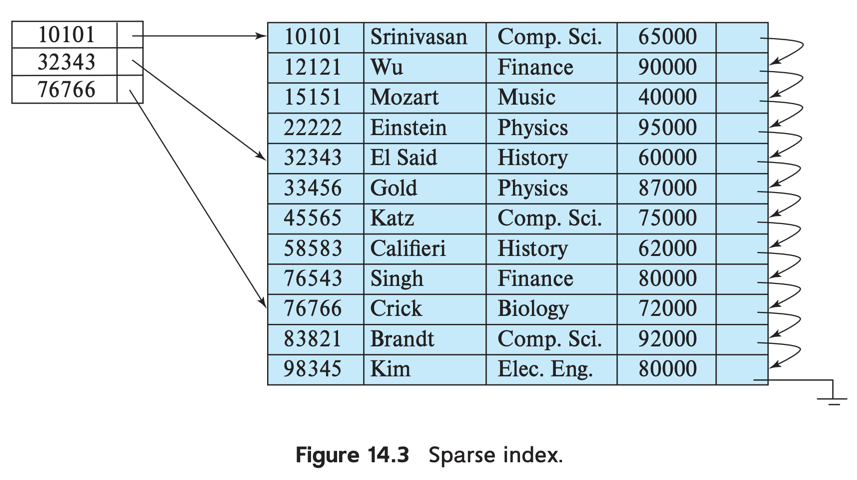 10101
32343
76766
10101 Srinivasan Comp. Sci. 65000
12121 Wu Finance 90000
15151 Mozart Music 40000
22222 Einstein Physics 95000
32343 El Said History 60000
33456 Gold Physics 87000
45565 Katz Comp. Sci. 75000
58583 Califieri History 62000
76543 Singh Finance 80000
76766 Crick Biology 72000
83821 Brandt Comp. Sci. 92000
98345 Kim Elec. Eng. 80000
Figure 14.3 Sparse index.